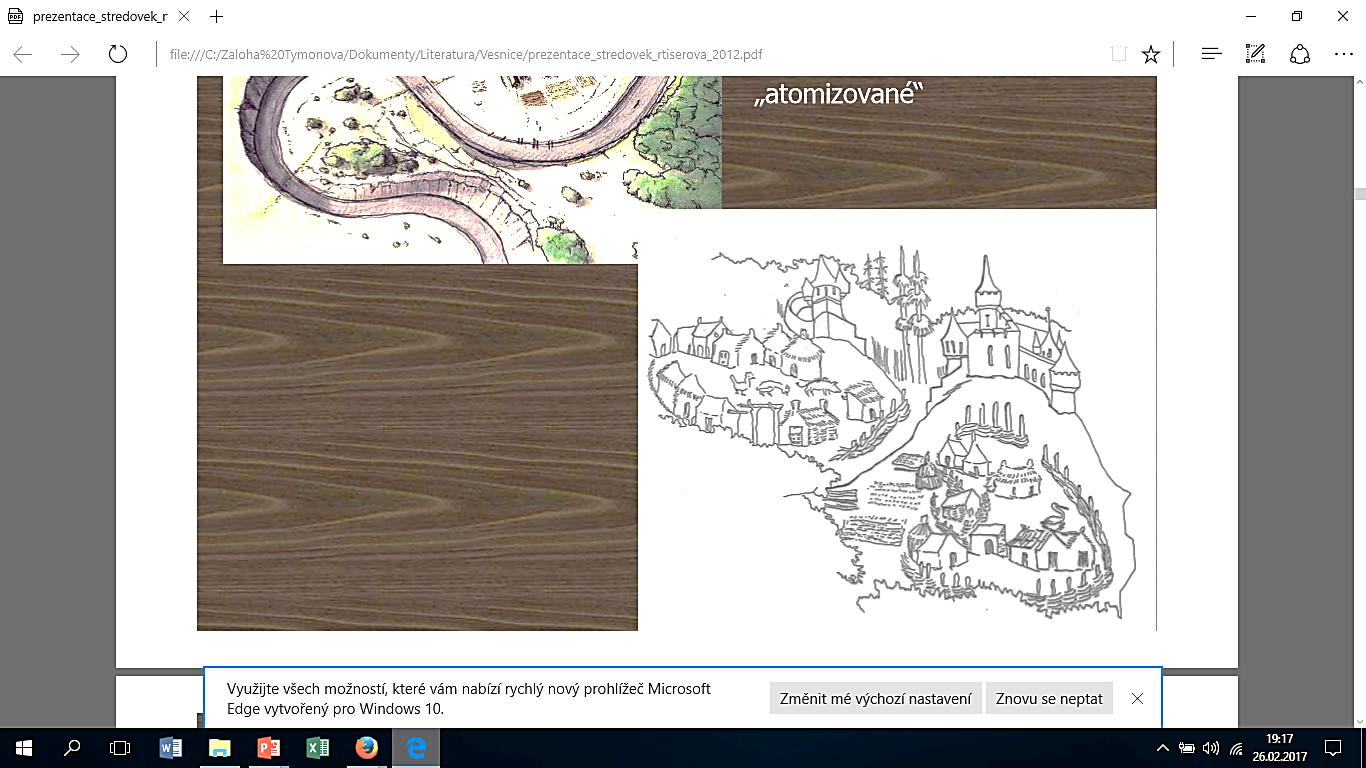 prezentace_stredovek_r
file:///C:/Zaloha%20Tymonova/Dokumenty/Literatura/Vesnice/prezentace_stredovek_rtiserova_2012.pdf
„atomizované“
Využijte všech možností, které vám nabízí rychlý nový prohlížeč Microsoft
Edge vytvořený pro Windows 10.
Změnit mé výchozí nastavení
Znovu se neptat
19:17
26.02.2017